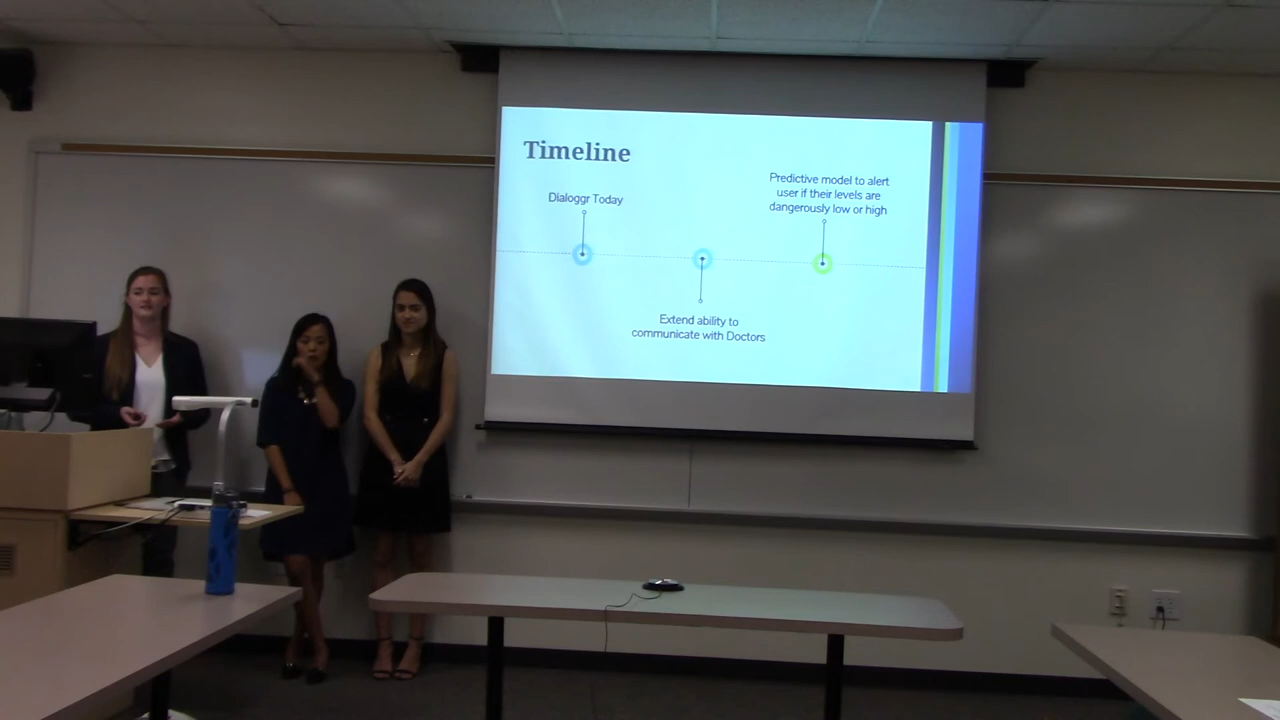 Timeline
Dialoggr Today
Predictive model to alert
user if their levels are
dangerously low or high
Extend ability to
communicate with Doctors